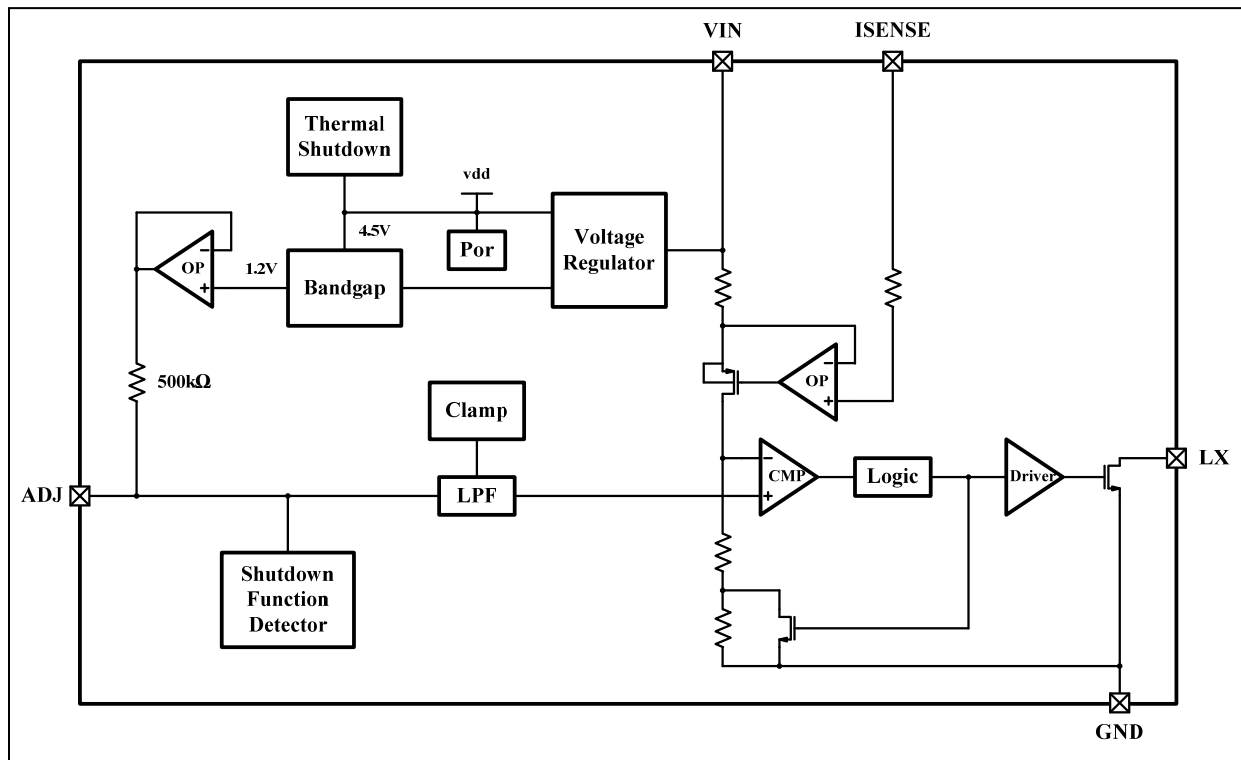 VIN
ISENSE
Thermal
Shutdown
vdd
4.5V
Por
Voltage
Regulator
OP
−
+
1.2V
Bandgap
500kΩ
−
OP
+
Clamp
ADJ
LPF
−
CMP
+
Logic
Driver
LX
Shutdown
Function
Detector
GND